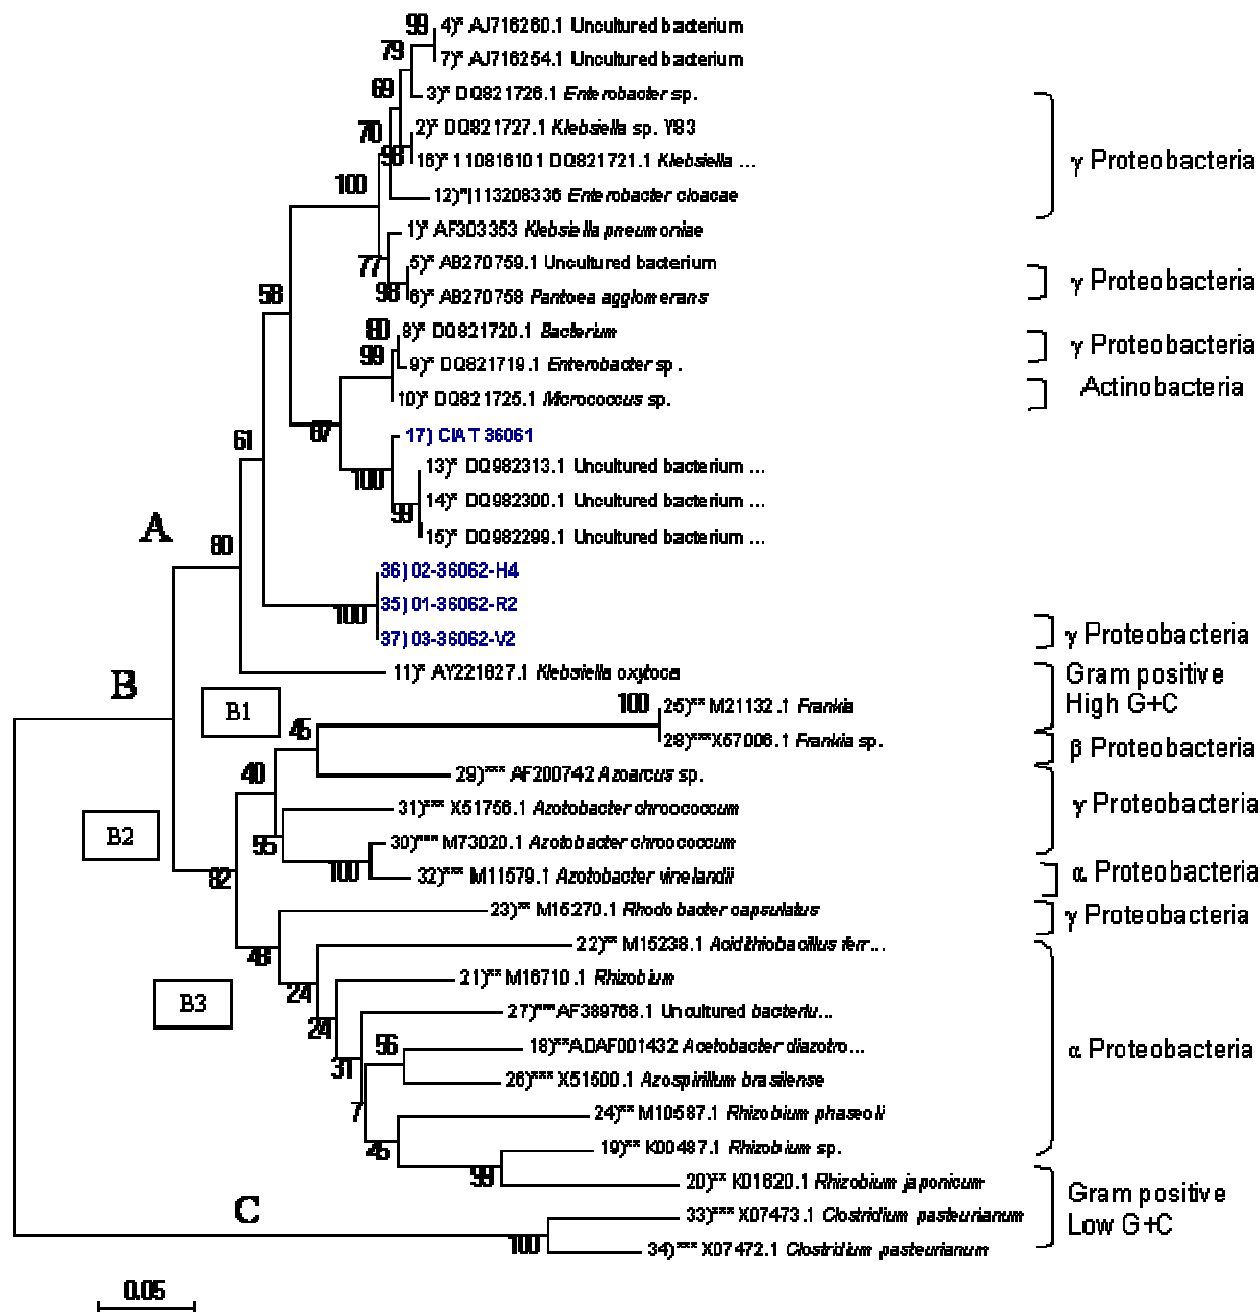 99 4)* AJ716260.1 Uncultured bacterium
79
7)* AJ716254.1 Uncultured bacterium
69 3)* DQ821726.1 Enterobacter sp.
70 2)* DQ821727.1 Klebsiella sp. Y83
98 16)* 110816101 DQ821721.1 Klebsiella ...
γ Proteobacteria
100 12)*|113208336 Enterobacter cloacae
1)* AF303353 Klebsiella pneumoniae
77 5)* AB270759.1 Uncultured bacterium
98 6)* AB270758 Pantoea agglomerans
γ Proteobacteria
58
80 8)* DQ821720.1 Bacterium
99 9)* DQ821719.1 Enterobacter sp.
γ Proteobacteria
10)* DQ821725.1 Micrococcus sp.
Actinobacteria
67 17) CIAT 36061
61
100 13)* DQ982313.1 Uncultured bacterium ...
14)* DQ982300.1 Uncultured bacterium ...
99
15)* DQ982299.1 Uncultured bacterium ...
A
80 36) 02-36062-H4
100 35) 01-36062-R2
37) 03-36062-V2
γ Proteobacteria
11)* AY221827.1 Klebsiella oxytoca
Gram positive
High G+C
B
B1
100 25)** M21132.1 Frankia
45 28)***X57006.1 Frankia sp.
β Proteobacteria
40 29)*** AF200742 Azoarcus sp.
31)*** X51756.1 Azotobacter chroococcum
γ Proteobacteria
B2
55 30)*** M73020.1 Azotobacter chroococcum
100 32)*** M11579.1 Azotobacter vinelandii
α Proteobacteria
82
23)** M15270.1 Rhodobacter capsulatus
γ Proteobacteria
48 22)** M15238.1 Acidithiobacillus ferr...
24 21)** M16710.1 Rhizobium
B3
24 27)***AF389768.1 Uncultured bacteriu...
56 18)**ADAF001432 Acetobacter diazotro...
α Proteobacteria
31 26)*** X51500.1 Azospirillum brasilense
7 24)** M10587.1 Rhizobium phaseoli
45 19)** K00487.1 Rhizobium sp.
99 20)** K01620.1 Rhizobium japonicum
C
Gram positive
Low G+C
33)*** X07473.1 Clostridium pasteurianum
100 34)*** X07472.1 Clostridium pasteurianum
0.05